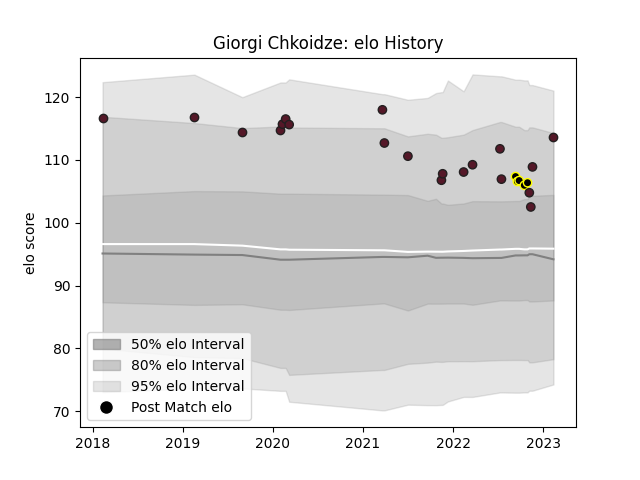 Giorgi Chkoidze: elo History
elo score
120
110
100
90
80
70
50% elo Interval
80% elo Interval
95% elo Interval
Post Match elo
2018 2019 2020 2021 2022 2023